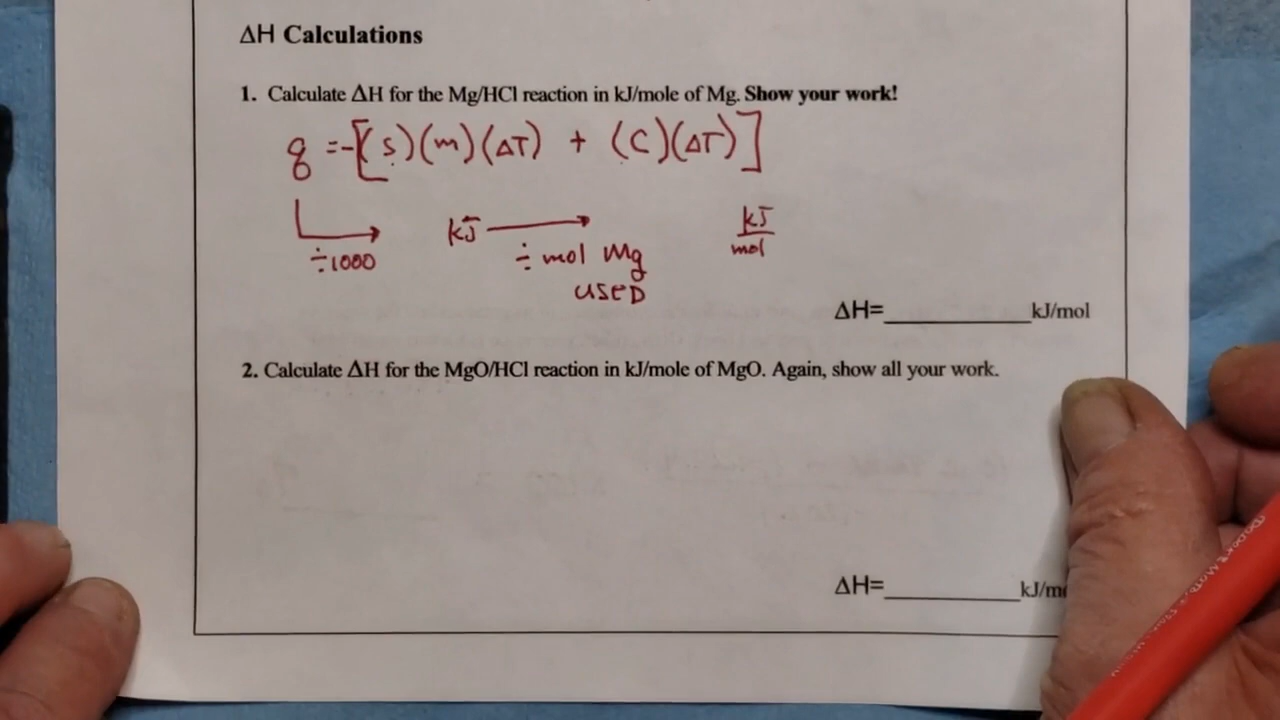 ΔH Calculations
1. Calculate ΔH for the Mg/HCl reaction in kJ/mole of Mg. Show your work!
q = -[(s)(m)(ΔT) + (C)(ΔT)]
kJ
kJ
mol
÷1000
÷ mol Mg
USED
ΔH=__________kJ/mol
2. Calculate ΔH for the MgO/HCl reaction in kJ/mole of MgO. Again, show all your work.
ΔH=__________kJ/m